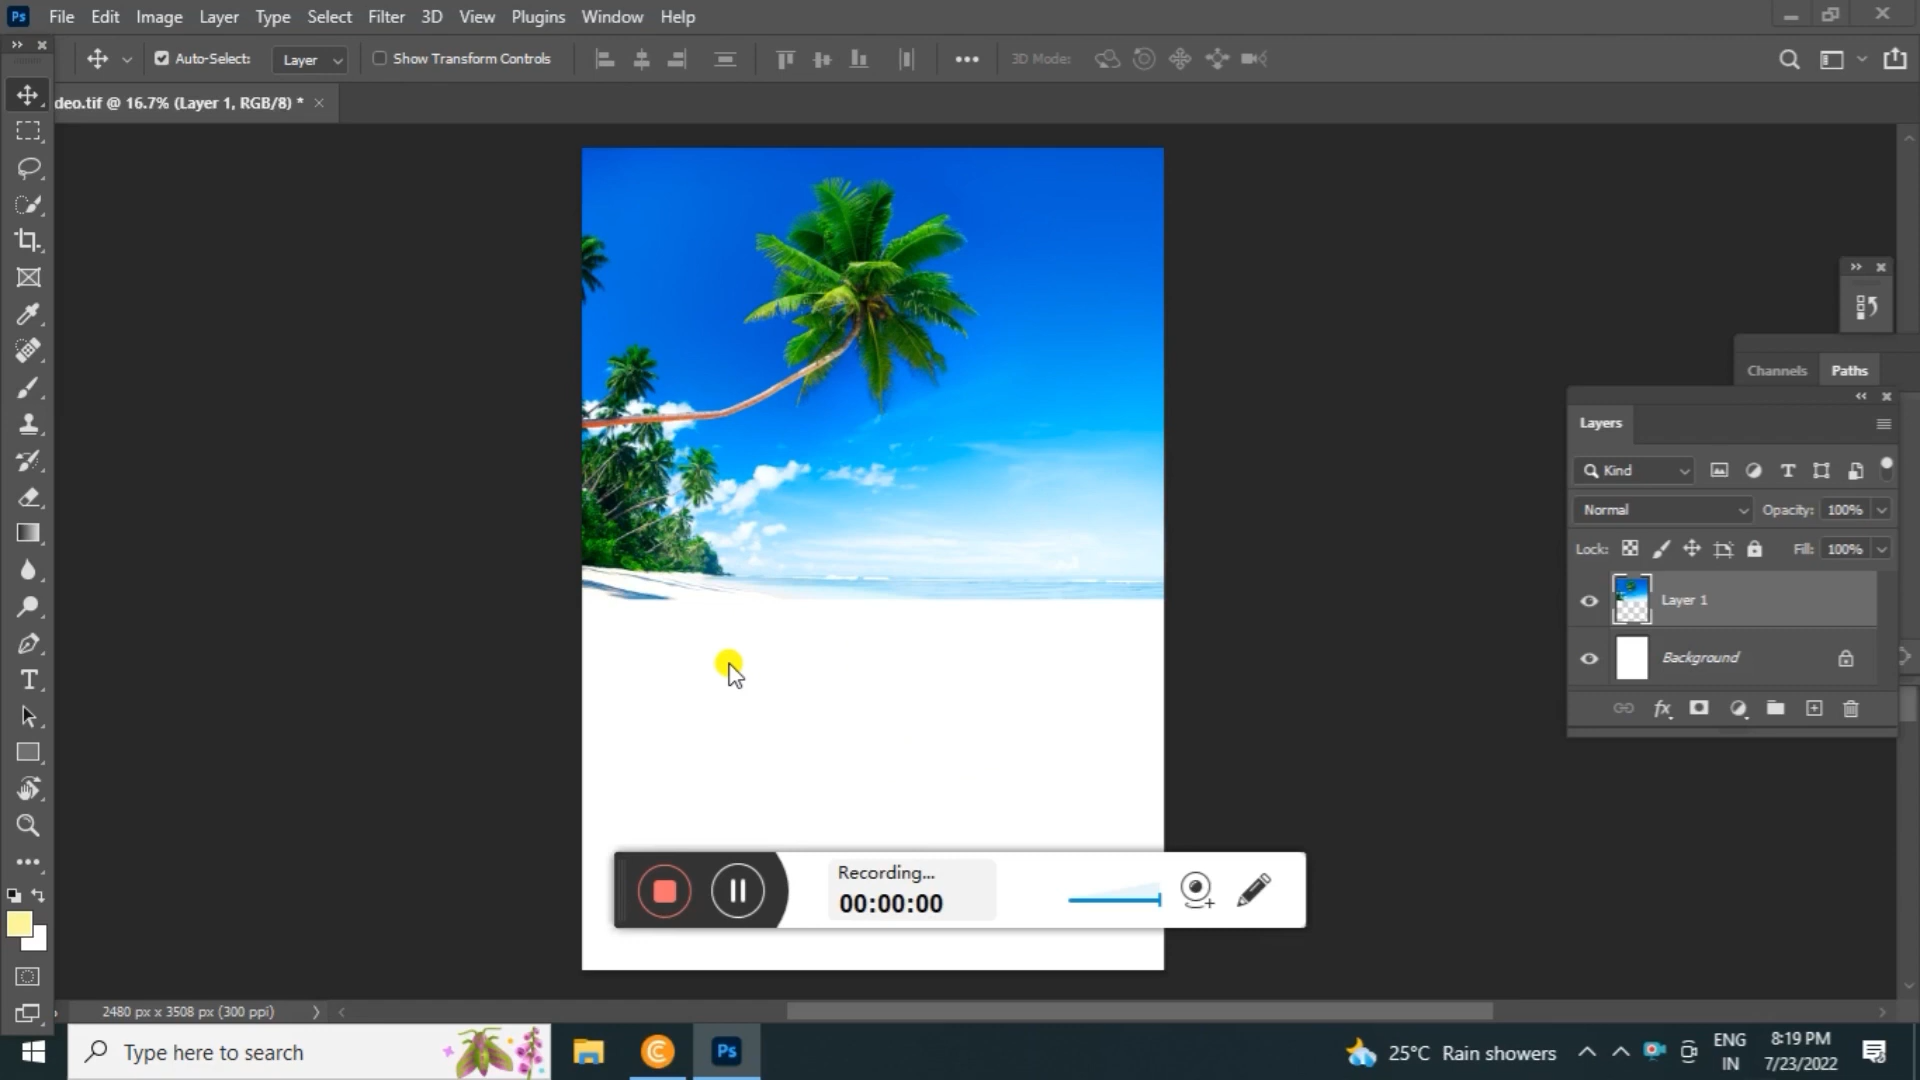 Ps File Edit Image Layer Type Select Filter 3D View Plugins Window Help
Auto-Select: Layer Show Transform Controls 3D Mode:
deo.tif @ 16.7% (Layer 1, RGB/8) *
Channels Paths
Layers
Kind
Normal Opacity: 100%
Lock: Fill: 100%
Layer 1
Background
Recording...
00:00:00
2480 px x 3508 px (300 ppi)
Type here to search
Ps
25°C Rain showers
ENG
IN
8:19 PM
7/23/2022